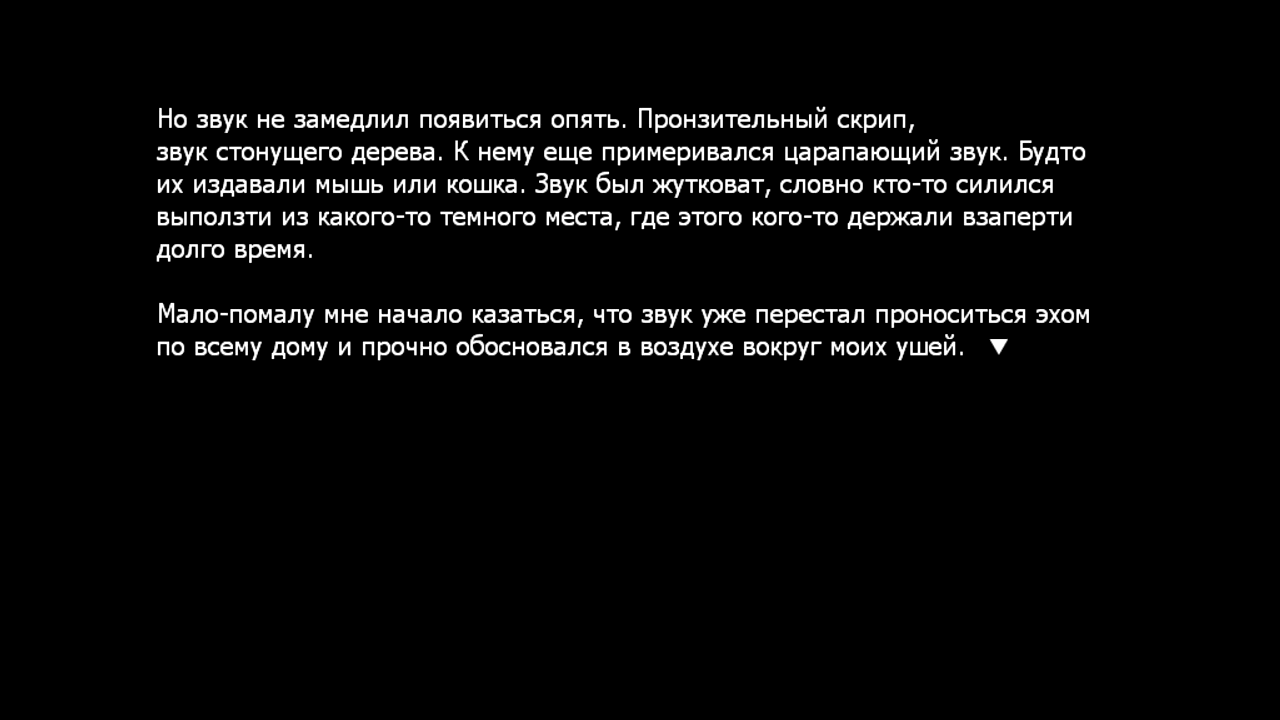 Но звук не замедлил появиться опять. Пронзительный скрип,
звук стонущего дерева. К нему еще примеривался царапающий звук. Будто
их издавали мышь или кошка. Звук был жутковат, словно кто-то силился
выползти из какого-то темного места, где этого кого-то держали взаперти
долго время.
Мало-помалу мне начало казаться, что звук уже перестал проноситься эхом
по всему дому и прочно обосновался в воздухе вокруг моих ушей. ▼